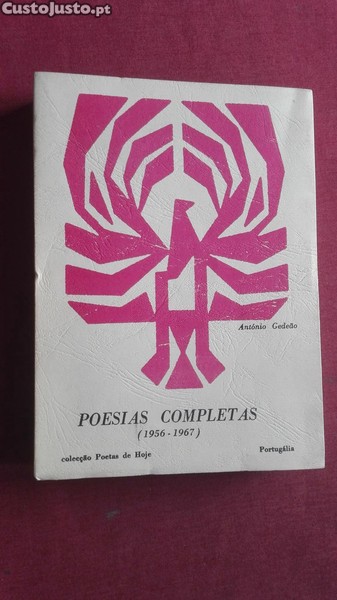 CustoJusto.pt
António Gedeão
POESIAS COMPLETAS
(1956-1967)
colecção Poetas de Hoje
Portugália